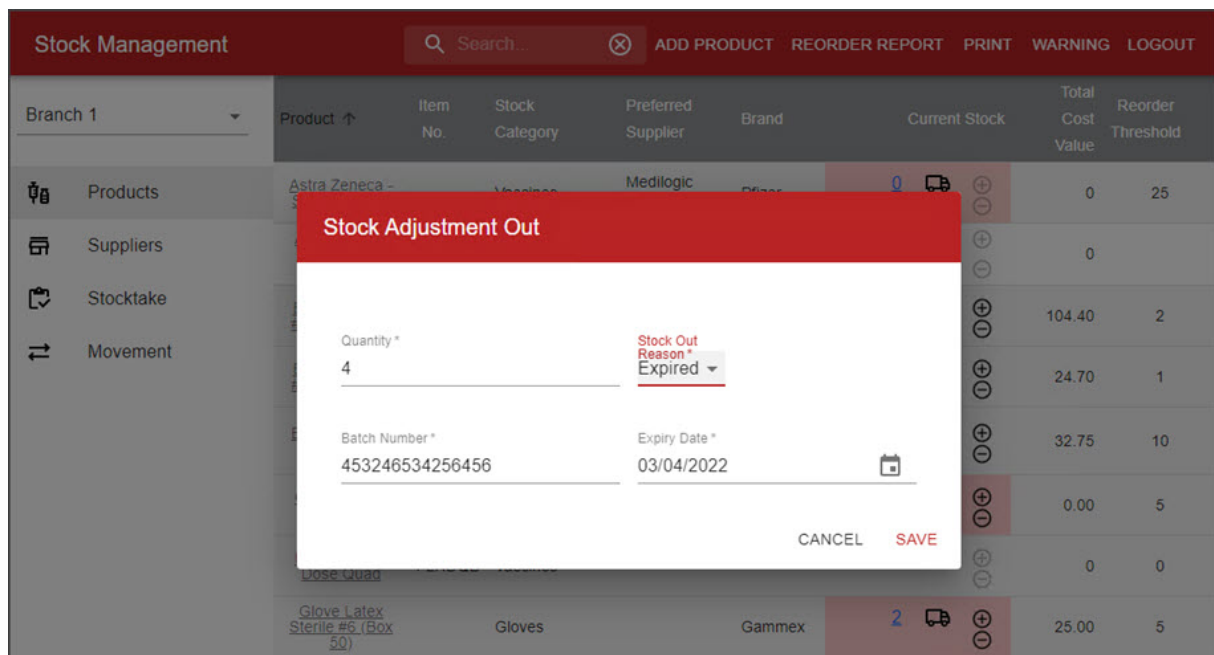 Stock Management
Search...
ADD PRODUCT REORDER REPORT PRINT WARNING LOGOUT
Branch 1
Product
Item
No.
Stock
Category
Preferred
Supplier
Brand
Current Stock
Total
Cost
Value
Reorder
Threshold
Products
Suppliers
Stocktake
Movement
Astra Zeneca -
Vaccines
Medilogic
Pfizer
0
0
25
0
104.40
2
24.70
1
32.75
10
0.00
5
Dose Quad
Vaccines
0
0
Glove Latex
Sterile #6 (Box
50)
Gloves
Gammex
2
25.00
5
Stock Adjustment Out
Quantity *
4
Stock Out
Reason *
Expired
Batch Number *
453246534256456
Expiry Date *
03/04/2022
CANCEL
SAVE